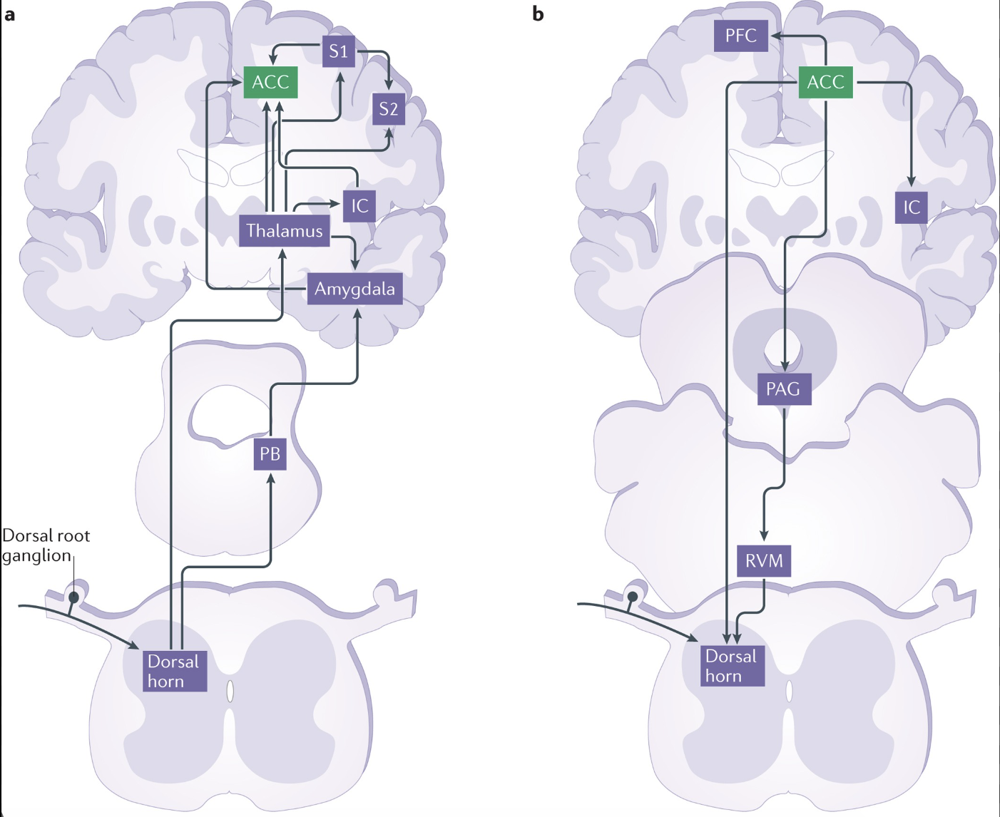 a
S1
ACC
S2
IC
Thalamus
Amygdala
PB
Dorsal root
ganglion
Dorsal
horn
b
PFC
ACC
IC
PAG
RVM
Dorsal
horn